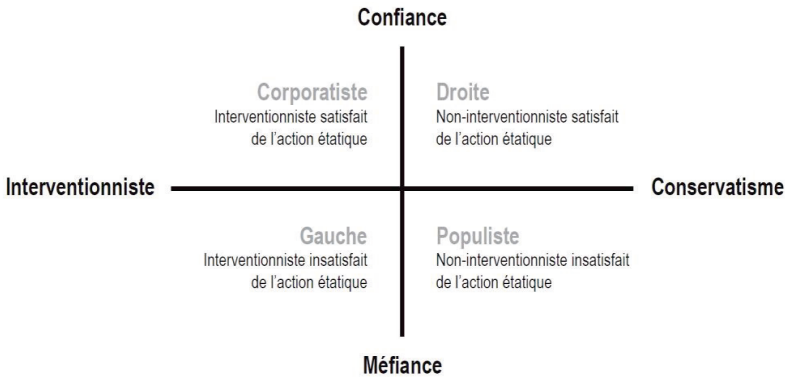 Confiance
Corporatiste
Interventionniste satisfait
de l'action étatique
Droite
Non-interventionniste satisfait
de l'action étatique
Interventionniste
Conservatisme
Gauche
Interventionniste insatisfait
de l'action étatique
Populiste
Non-interventionniste insatisfait
de l'action étatique
Méfiance